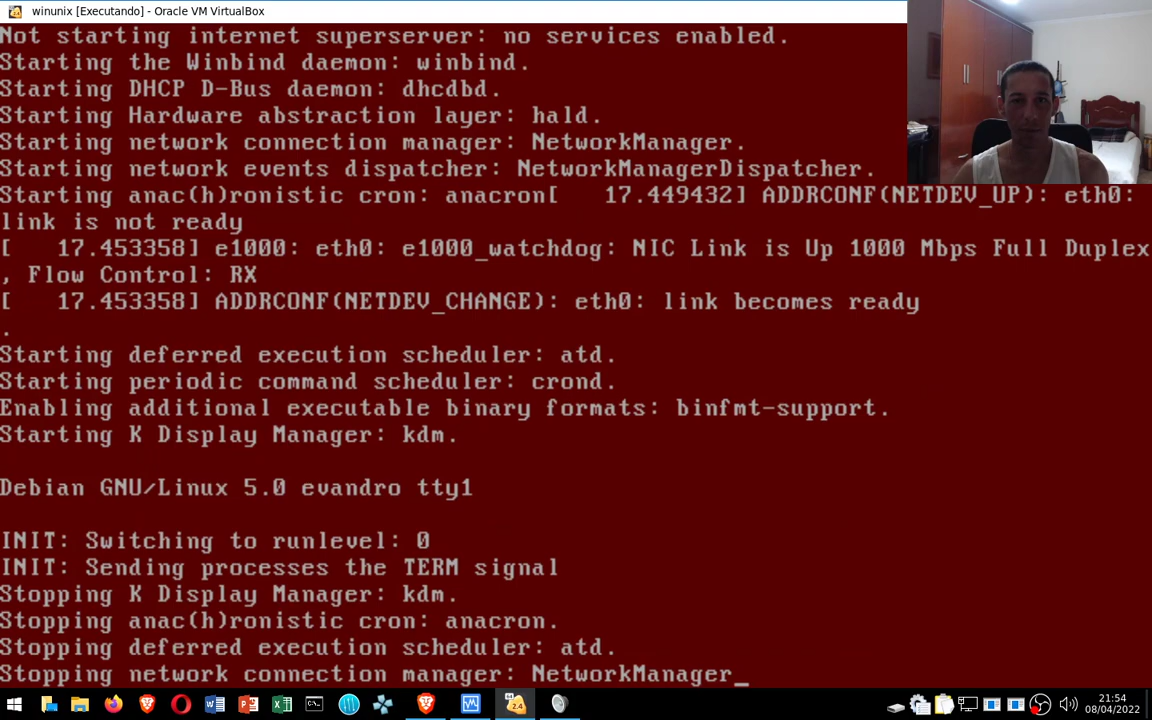 winunix [Executando] - Oracle VM VirtualBox
Not starting internet superserver: no services enabled.
Starting the Winbind daemon: winbind.
Starting DHCP D-Bus daemon: dhcdbd.
Starting Hardware abstraction layer: hald.
Starting network connection manager: NetworkManager.
Starting network events dispatcher: NetworkManagerDispatcher.
Starting anac(h)ronistic cron: anacron[   17.449432] ADDRCONF(NETDEV_UP): eth0:
link is not ready
[   17.453358] e1000: eth0: e1000_watchdog: NIC Link is Up 1000 Mbps Full Duplex
, Flow Control: RX
[   17.453358] ADDRCONF(NETDEV_CHANGE): eth0: link becomes ready
.
Starting deferred execution scheduler: atd.
Starting periodic command scheduler: crond.
Enabling additional executable binary formats: binfmt-support.
Starting K Display Manager: kdm.
Debian GNU/Linux 5.0 evandro tty1
INIT: Switching to runlevel: 0
INIT: Sending processes the TERM signal
Stopping K Display Manager: kdm.
Stopping anac(h)ronistic cron: anacron.
Stopping deferred execution scheduler: atd.
Stopping network connection manager: NetworkManager_
2.4
21:54
08/04/2022